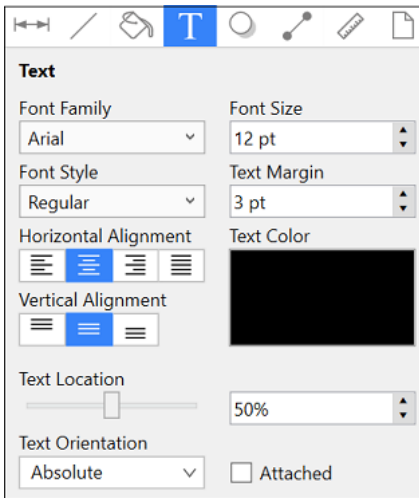 T
Text
Font Family Font Size
Arial 12 pt
Font Style Text Margin
Regular 3 pt
Horizontal Alignment Text Color
Vertical Alignment
Text Location
50%
Text Orientation
Absolute Attached